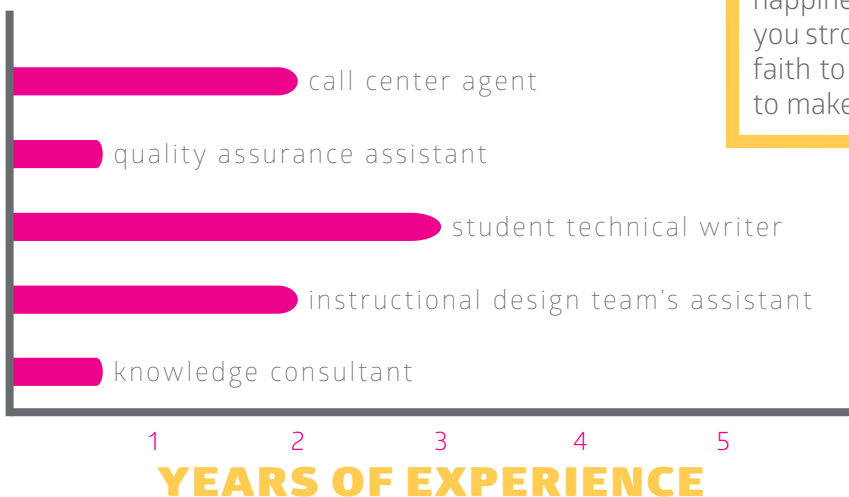 you
faith to
to make
call center agent
quality assurance assistant
student technical writer
instructional design team's assistant
knowledge consultant
1 2 3 4 5
YEARS OF EXPERIENCE